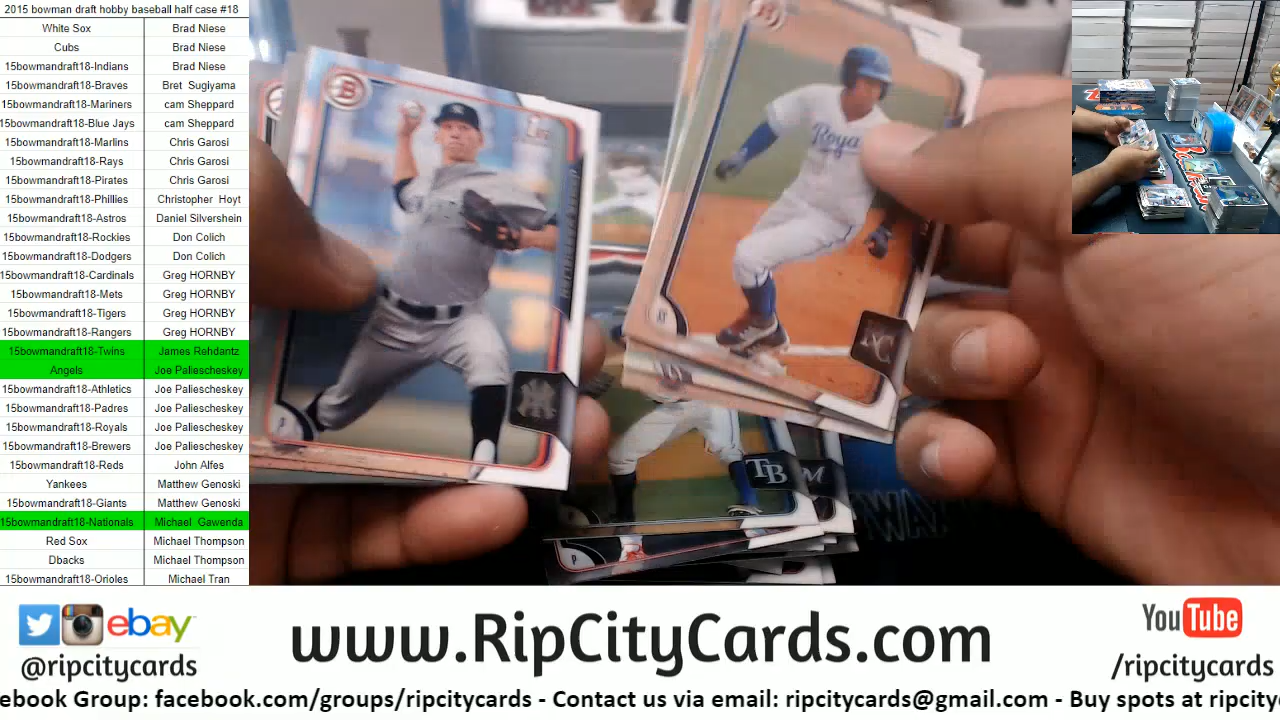 2015 bowman draft hobby baseball half case #18
White Sox Brad Niese
Cubs Brad Niese
15bowmandraft18-Indians Brad Niese
15bowmandraft18-Braves Bret Sugiyama
15bowmandraft18-Mariners cam Sheppard
15bowmandraft18-Blue Jays cam Sheppard
15bowmandraft18-Marlins Chris Garosi
15bowmandraft18-Rays Chris Garosi
15bowmandraft18-Pirates Chris Garosi
15bowmandraft18-Phillies Christopher Hoyt
15bowmandraft18-Astros Daniel Silvershein
15bowmandraft18-Rockies Don Colich
15bowmandraft18-Dodgers Don Colich
15bowmandraft18-Cardinals Greg HORNBY
15bowmandraft18-Mets Greg HORNBY
15bowmandraft18-Tigers Greg HORNBY
15bowmandraft18-Rangers Greg HORNBY
15bowmandraft18-Twins James Rehdantz
Angels Joe Paliescheskey
15bowmandraft18-Athletics Joe Paliescheskey
15bowmandraft18-Padres Joe Paliescheskey
15bowmandraft18-Royals Joe Paliescheskey
15bowmandraft18-Brewers Joe Paliescheskey
15bowmandraft18-Reds John Alfes
Yankees Matthew Genoski
15bowmandraft18-Giants Matthew Genoski
15bowmandraft18-Nationals Michael Gawenda
Red Sox Michael Thompson
Dbacks Michael Thompson
15bowmandraft18-Orioles Michael Tran
B
1st
NY
B
Roya
KC
TB
M
P
ebay
@ripcitycards
www.RipCityCards.com
YouTube
/ripcitycards
ebook Group: facebook.com/groups/ripcitycards - Contact us via email: ripcitycards@gmail.com - Buy spots at ripcity